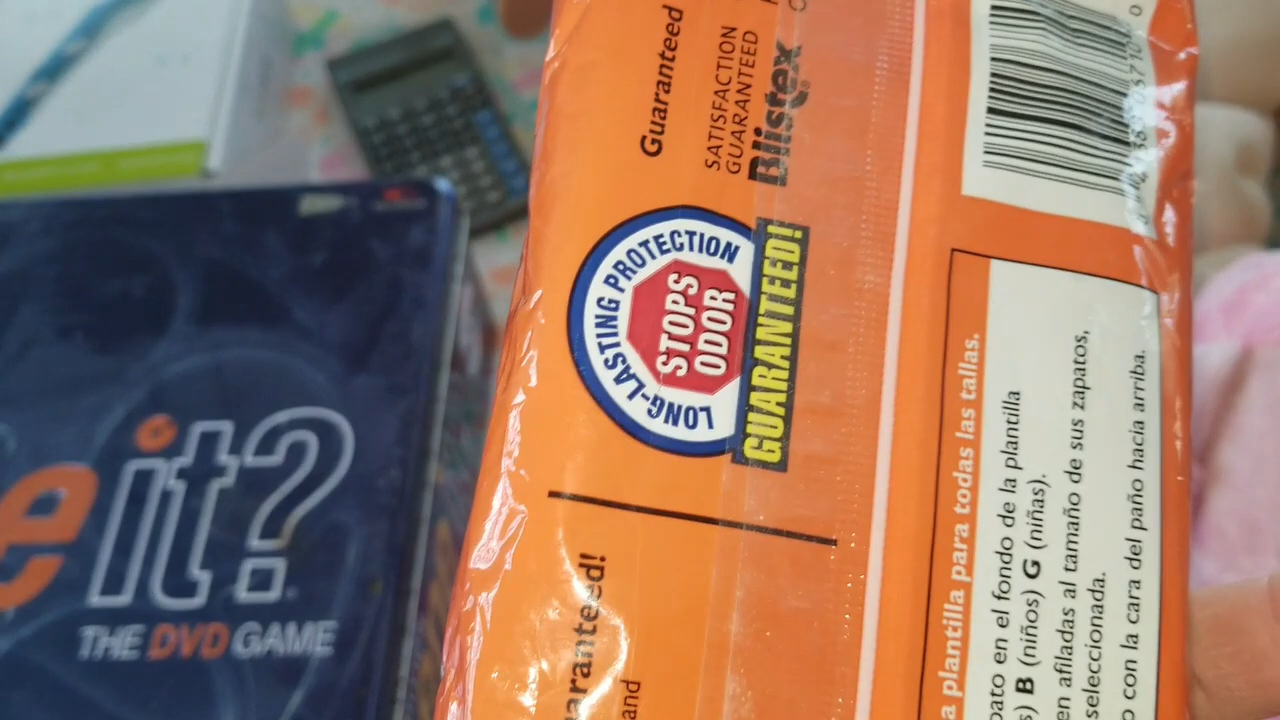 Guaranteed
SATISFACTION
GUARANTEED
Blistex
LONG-LASTING PROTECTION
STOPS
ODOR
GUARANTEED!
aranteed!
and
a plantilla para todas las tallas.
pato en el fondo de la plantilla
s) B (niños) G (niñas).
en afiladas al tamaño de sus zapatos,
seleccionada.
o con la cara del paño hacia arriba.
e it?
THE DVD GAME